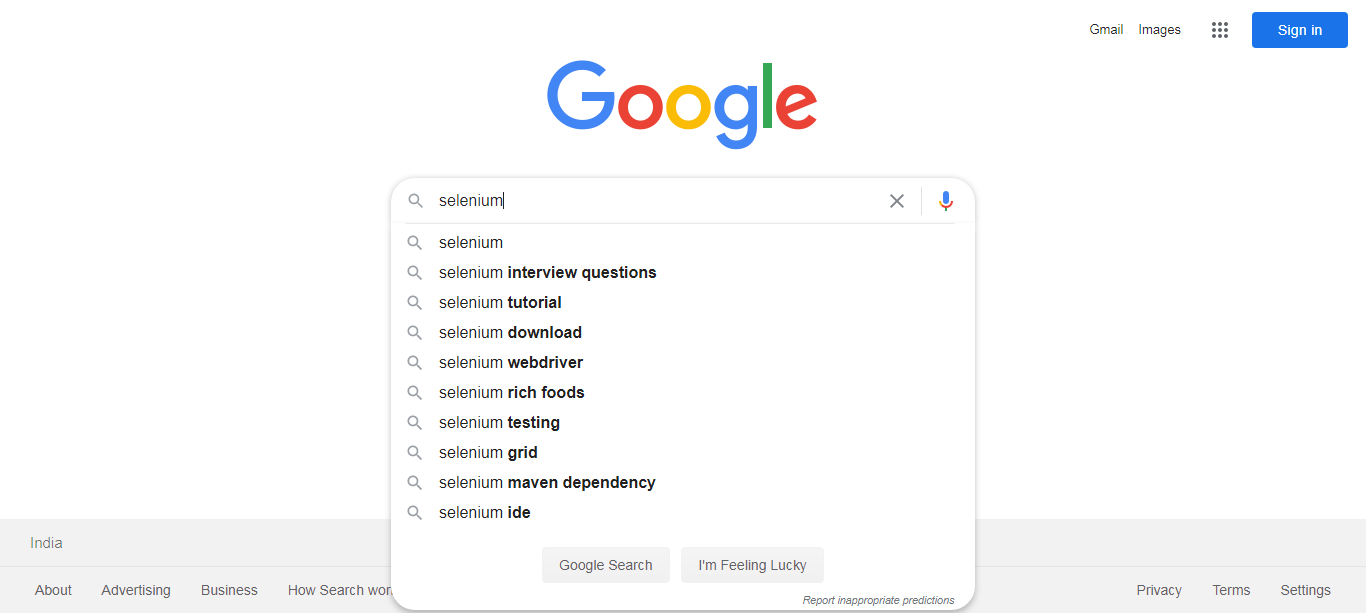 Gmail Images Sign in
Google
selenium
selenium
selenium interview questions
selenium tutorial
selenium download
selenium webdriver
selenium rich foods
selenium testing
selenium grid
selenium maven dependency
selenium ide
India
Google Search I'm Feeling Lucky
About Advertising Business How Search wor Privacy Terms Settings
Report inappropriate predictions